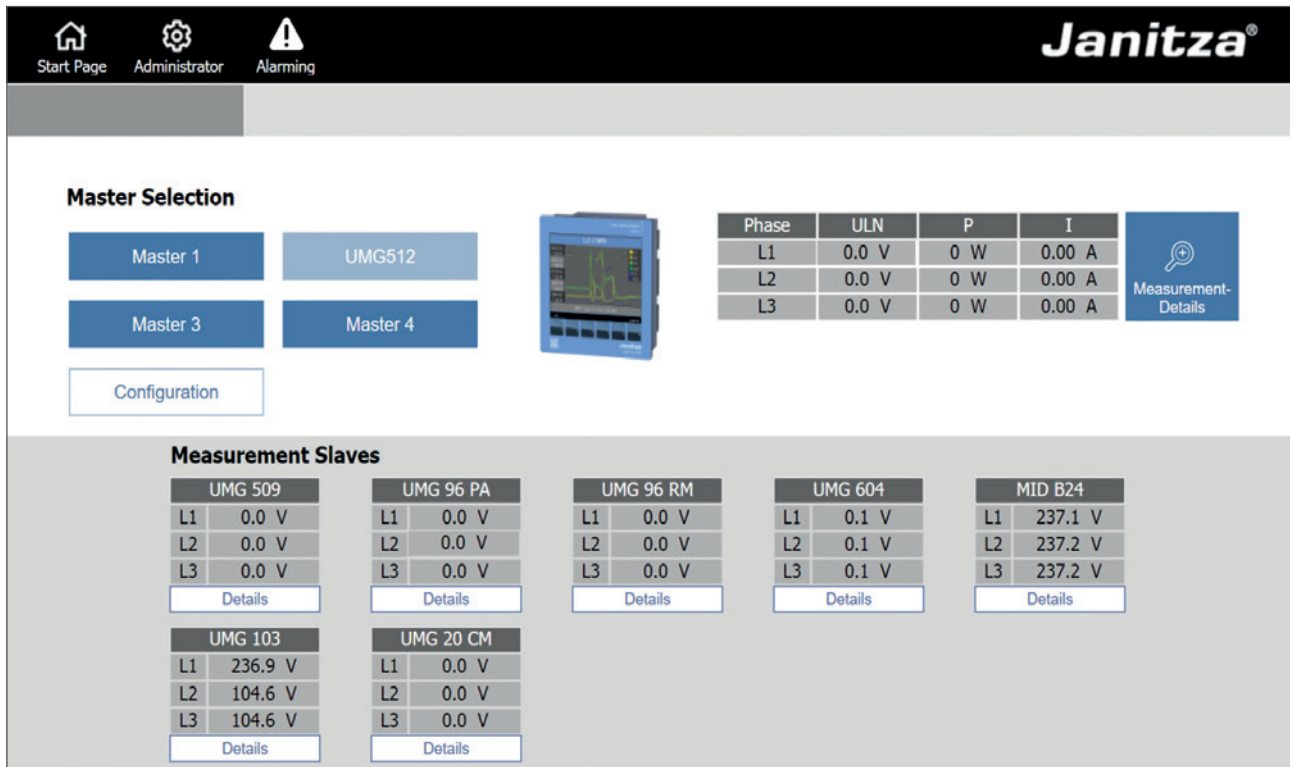 Janitza®
Start Page Administrator Alarming
Master Selection
Master 1 UMG512
Master 3 Master 4
Configuration
Phase ULN P I
L1 0.0 V 0 W 0.00 A
L2 0.0 V 0 W 0.00 A
L3 0.0 V 0 W 0.00 A
Measurement-
Details
Measurement Slaves
UMG 509 UMG 96 PA UMG 96 RM UMG 604 MID B24
L1 0.0 V L1 0.0 V L1 0.0 V L1 0.1 V L1 237.1 V
L2 0.0 V L2 0.0 V L2 0.0 V L2 0.1 V L2 237.2 V
L3 0.0 V L3 0.0 V L3 0.0 V L3 0.1 V L3 237.2 V
Details Details Details Details Details
UMG 103 UMG 20 CM
L1 236.9 V L1 0.0 V
L2 104.6 V L2 0.0 V
L3 104.6 V L3 0.0 V
Details Details